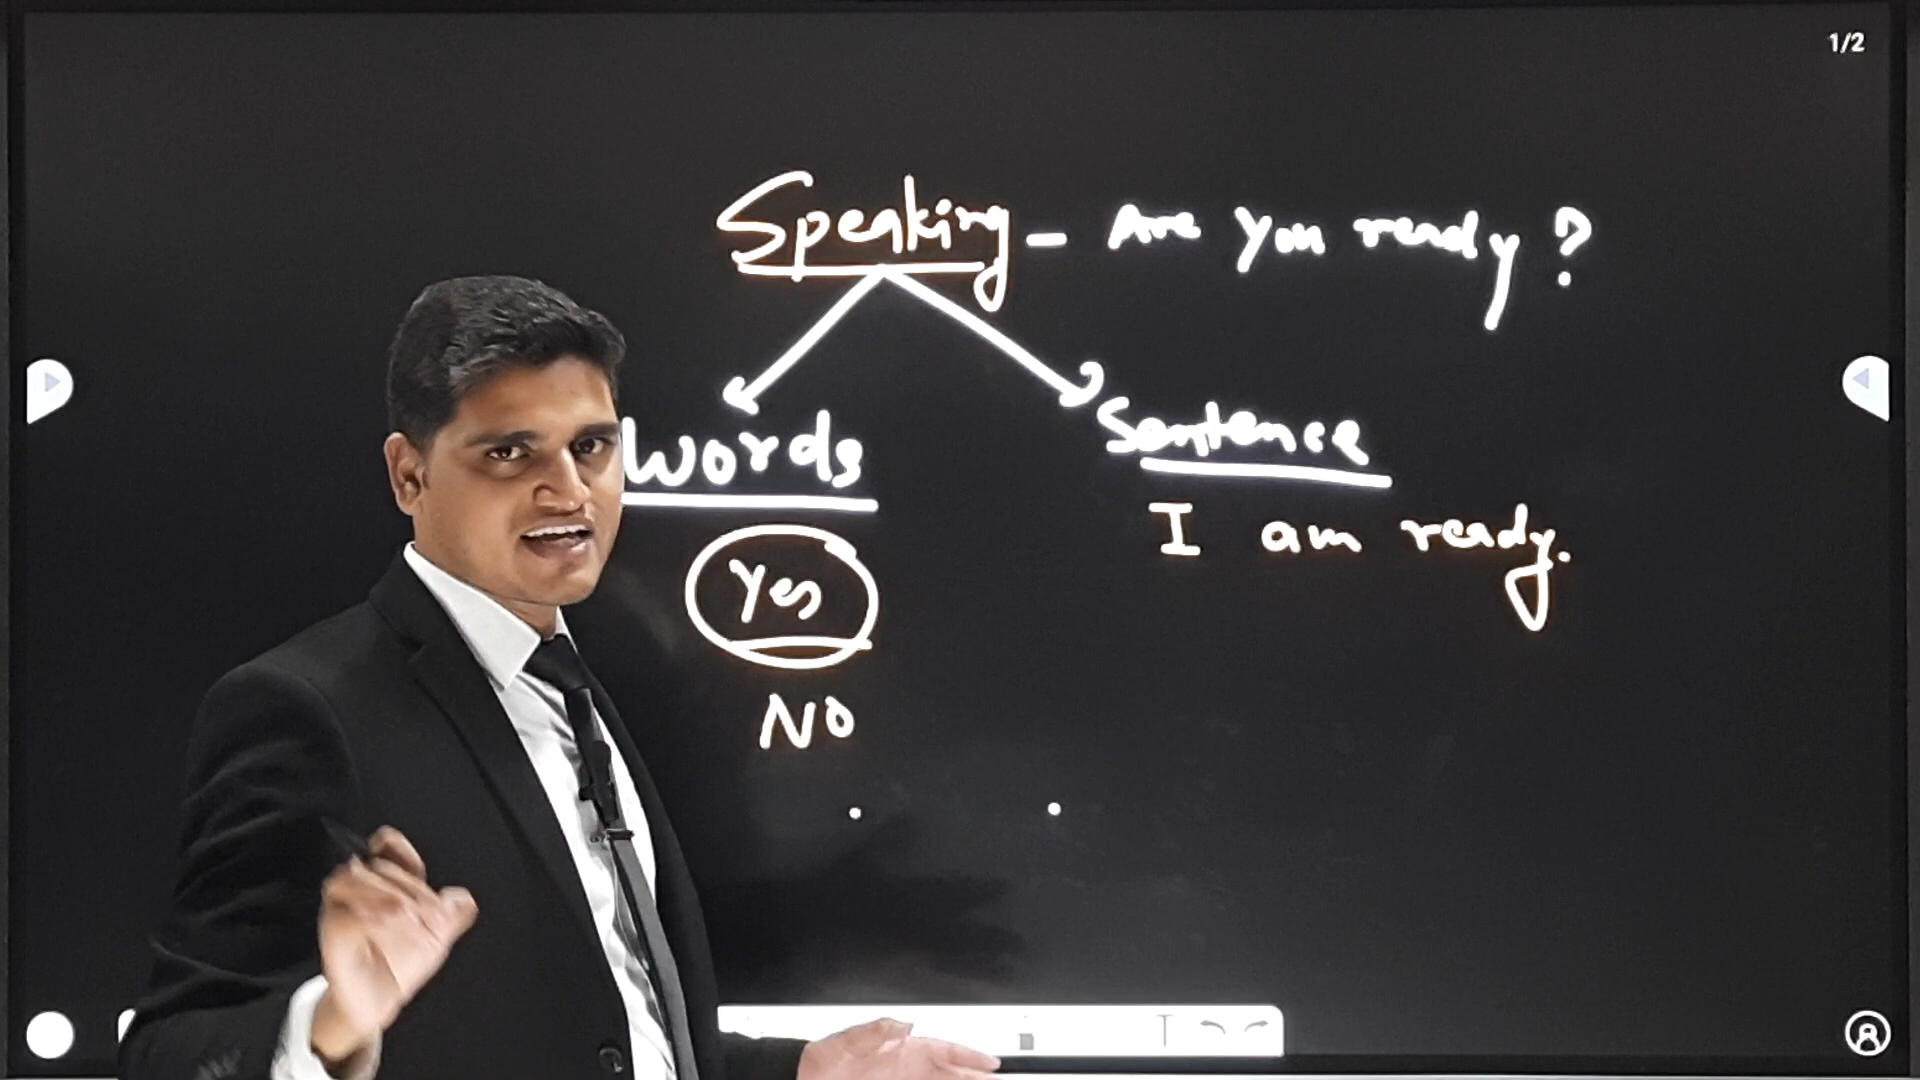 1/2
Speaking - Are you ready ?
Words
Sentence
Yes
I am ready.
NO